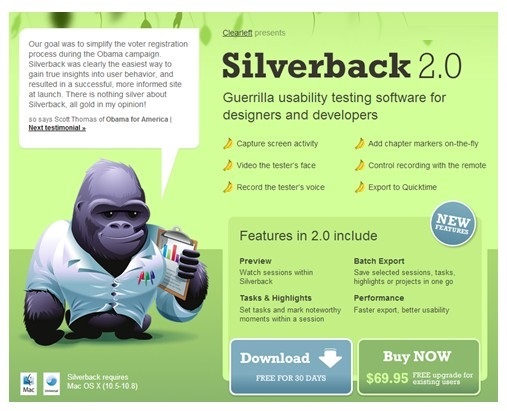 Our goal was to simplify the voter registration
process during the Obama campaign.
Silverback was clearly the easiest way to
gain true insights into user behavior, and
resulted in a successful, more informed site
at launch. There is nothing silver about
Silverback, all gold in my opinion!
so says Scott Thomas of Obama for America |
Next testimonial »
Clearleft presents
Silverback 2.0
Guerrilla usability testing software for
designers and developers
Capture screen activity
Add chapter markers on-the-fly
Video the tester's face
Control recording with the remote
Record the tester's voice
Export to Quicktime
NEW
FEATURES
Features in 2.0 include
Preview
Watch sessions within
Silverback
Batch Export
Save selected sessions, tasks,
highlights or projects in one go
Tasks & Highlights
Set tasks and mark noteworthy
moments within a session
Performance
Faster export, better usability
Download
FREE FOR 30 DAYS
Buy NOW
$69.95 FREE upgrade for
existing users
Mac
Universal
Silverback requires
Mac OS X (10.5-10.8)